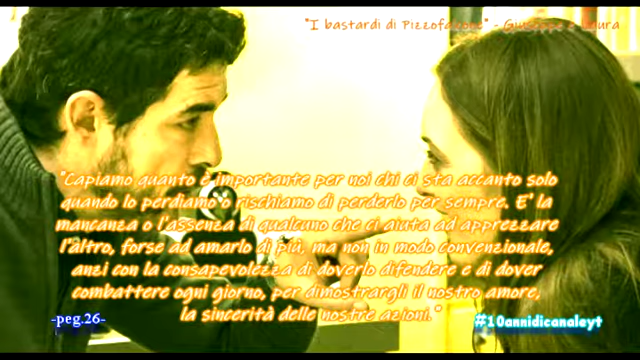 "I bastardi di Pizzofalcone" - Giuseppe e Laura
"Capiamo quanto è importante per noi chi ci sta accanto solo
quando lo perdiamo o rischiamo di perderlo per sempre. E' la
mancanza o l'assenza di qualcuno che ci aiuta ad apprezzare
l'altro, forse ad amarlo di più, ma non in modo convenzionale,
anzi con la consapevolezza di doverlo difendere e di dover
combattere ogni giorno, per dimostrargli il nostro amore,
la sincerità delle nostre azioni."
-peg.26-
#10annidicanaleyt